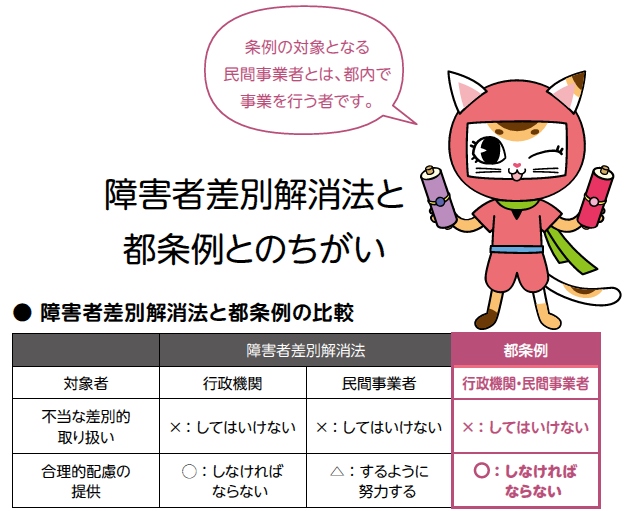 条例の対象となる
民間事業者とは、都内で
事業を行う者です。
障害者差別解消法と
都条例とのちがい
● 障害者差別解消法と都条例の比較
障害者差別解消法 都条例
対象者 行政機関 民間事業者 行政機関・民間事業者
不当な差別的
取り扱い
×：してはいけない ×：してはいけない ×：してはいけない
合理的配慮の
提供
○：しなければ
ならない
△：するように
努力する
○：しなければ
ならない